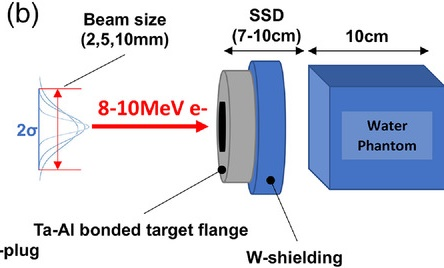 (b)
Beam size
(2,5,10mm)
SSD
(7-10cm)
10cm
8-10MeV e-
2σ
Water
Phantom
Ta-Al bonded target flange
-plug
W-shielding